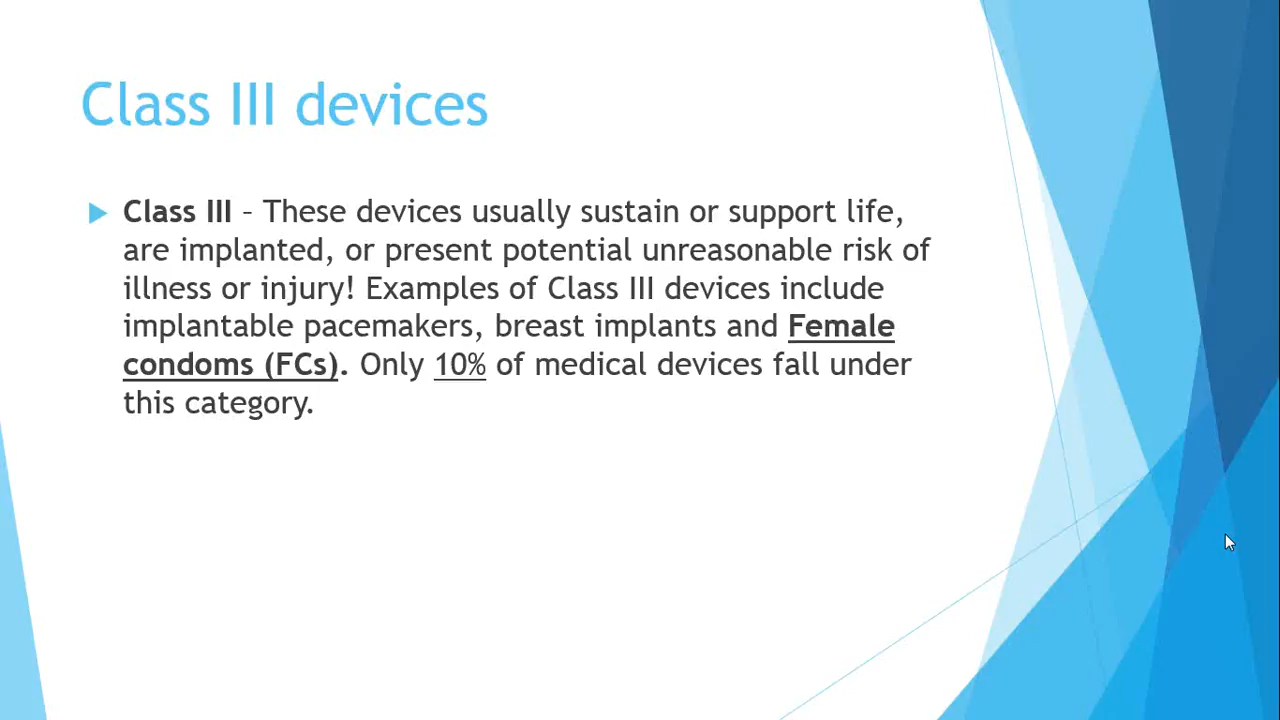 Class III devices
Class III – These devices usually sustain or support life,
are implanted, or present potential unreasonable risk of
illness or injury! Examples of Class III devices include
implantable pacemakers, breast implants and Female
condoms (FCs). Only 10% of medical devices fall under
this category.